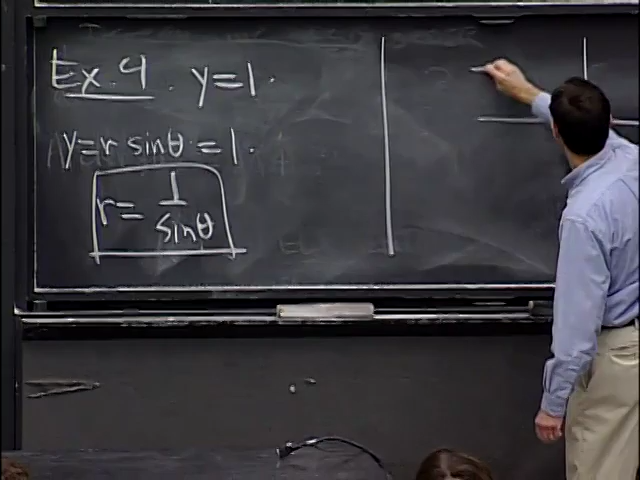 Ex. 4. y=1.
y=r sinθ = 1.
r= 1/sinθ